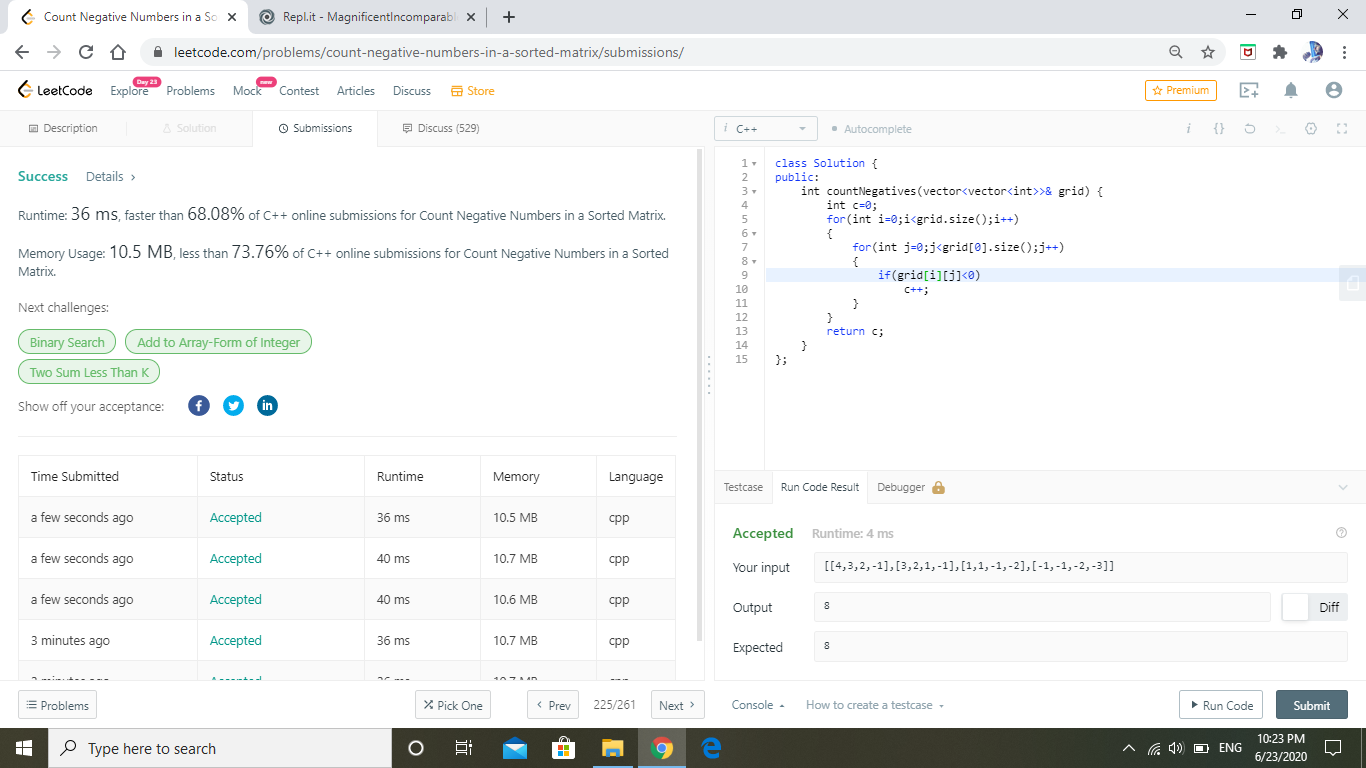 Count Negative Numbers in a So
Repl.it - MagnificentIncomparabl
leetcode.com/problems/count-negative-numbers-in-a-sorted-matrix/submissions/
LeetCode Explore Day 23 Problems Mock new Contest Articles Discuss Store Premium
Description Solution Submissions Discuss (529)
i C++ Autocomplete
Success Details ›
Runtime: 36 ms, faster than 68.08% of C++ online submissions for Count Negative Numbers in a Sorted Matrix.
Memory Usage: 10.5 MB, less than 73.76% of C++ online submissions for Count Negative Numbers in a Sorted
Matrix.
Next challenges:
Binary Search Add to Array-Form of Integer
Two Sum Less Than K
Show off your acceptance:
Time Submitted Status Runtime Memory Language
a few seconds ago Accepted 36 ms 10.5 MB cpp
a few seconds ago Accepted 40 ms 10.7 MB cpp
a few seconds ago Accepted 40 ms 10.6 MB cpp
3 minutes ago Accepted 36 ms 10.7 MB cpp
Problems Pick One ‹ Prev 225/261 Next ›
1 class Solution {
2 public:
3 int countNegatives(vector<vector<int>>& grid) {
4 int c=0;
5 for(int i=0;i<grid.size();i++)
6 {
7 for(int j=0;j<grid[0].size();j++)
8 {
9 if(grid[i][j]<0)
10 c++;
11 }
12 }
13 return c;
14 }
15 };
Testcase Run Code Result Debugger
Accepted Runtime: 4 ms
Your input [[4,3,2,-1],[3,2,1,-1],[1,1,-1,-2],[-1,-1,-2,-3]]
Output 8 Diff
Expected 8
Console How to create a testcase Run Code Submit
Type here to search
ENG
10:23 PM
6/23/2020